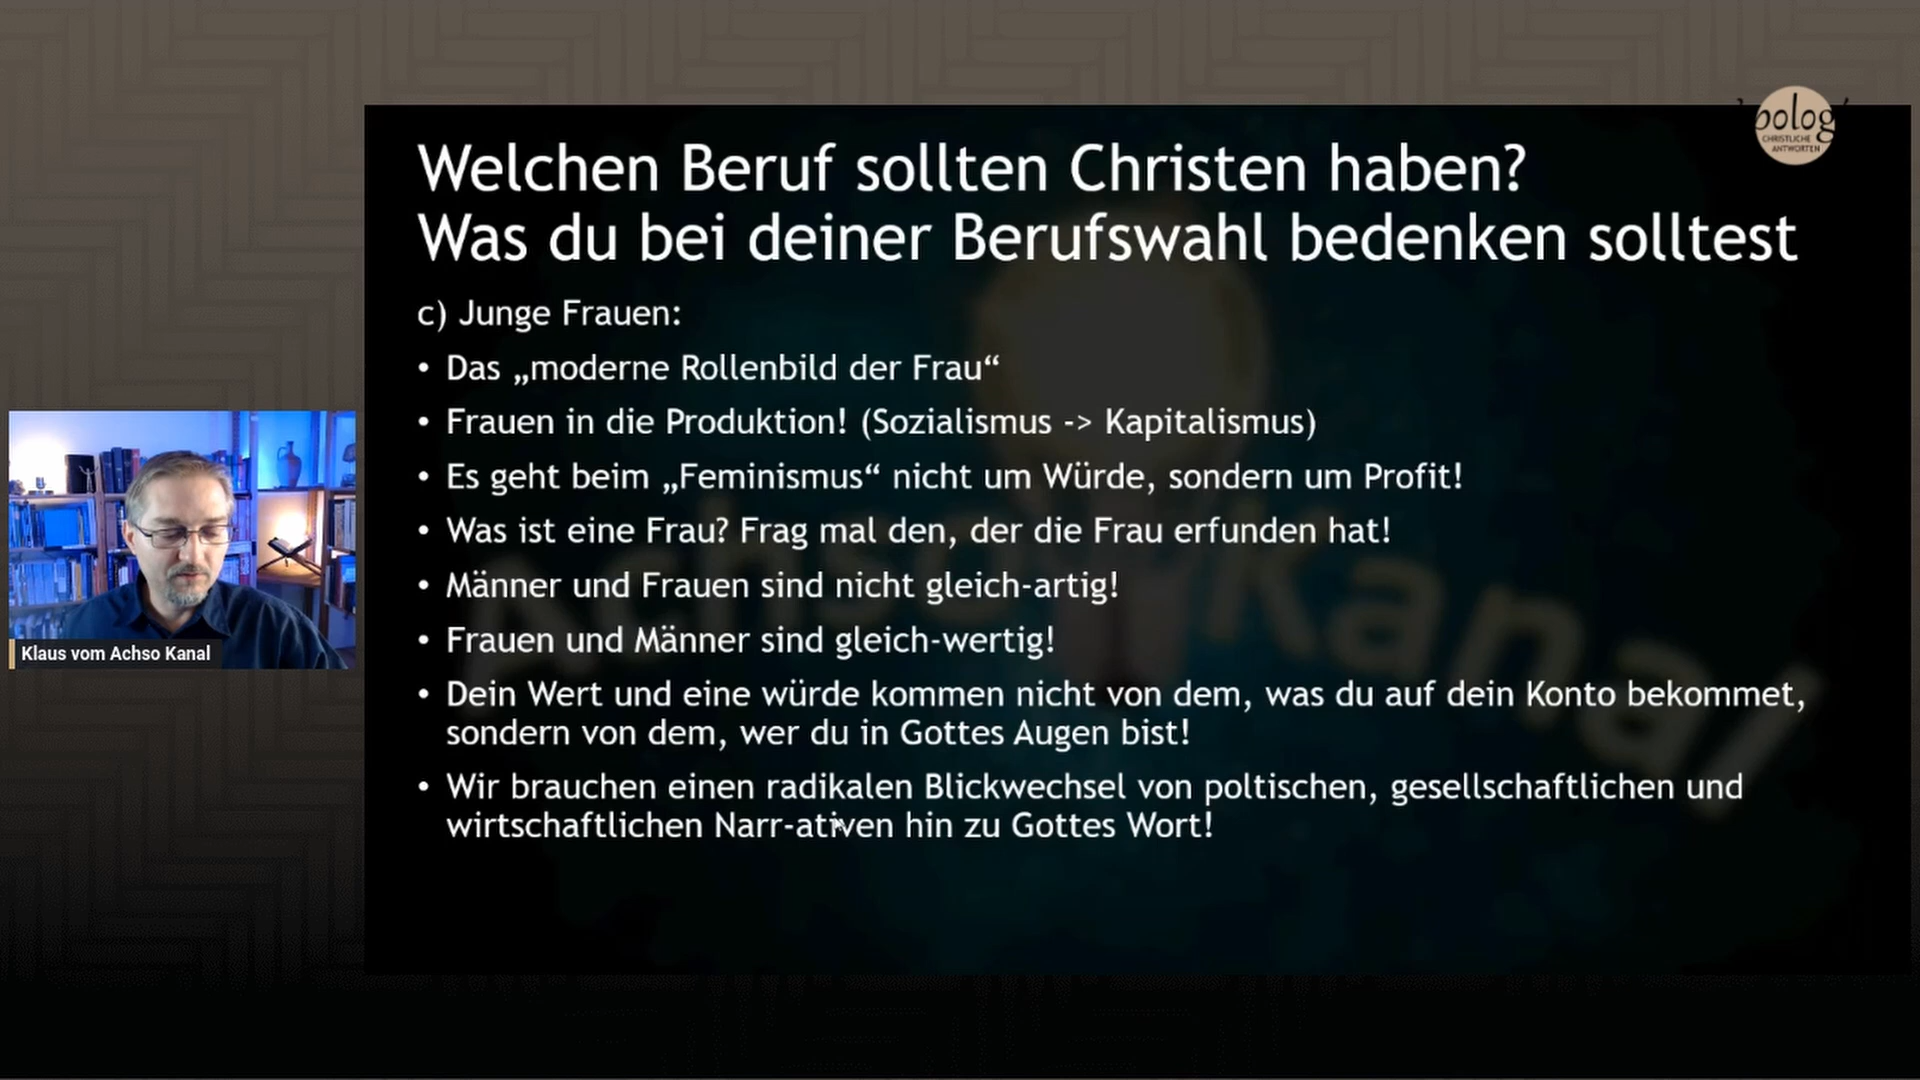 polog
CHRISTLICHE
ANTWORTEN
Welchen Beruf sollten Christen haben?
Was du bei deiner Berufswahl bedenken solltest
c) Junge Frauen:
• Das „moderne Rollenbild der Frau“
• Frauen in die Produktion! (Sozialismus -> Kapitalismus)
• Es geht beim „Feminismus“ nicht um Würde, sondern um Profit!
• Was ist eine Frau? Frag mal den, der die Frau erfunden hat!
• Männer und Frauen sind nicht gleich-artig!
• Frauen und Männer sind gleich-wertig!
• Dein Wert und eine würde kommen nicht von dem, was du auf dein Konto bekommet,
sondern von dem, wer du in Gottes Augen bist!
• Wir brauchen einen radikalen Blickwechsel von poltischen, gesellschaftlichen und
wirtschaftlichen Narr-ativen hin zu Gottes Wort!
Achso Kanal
Klaus vom Achso Kanal